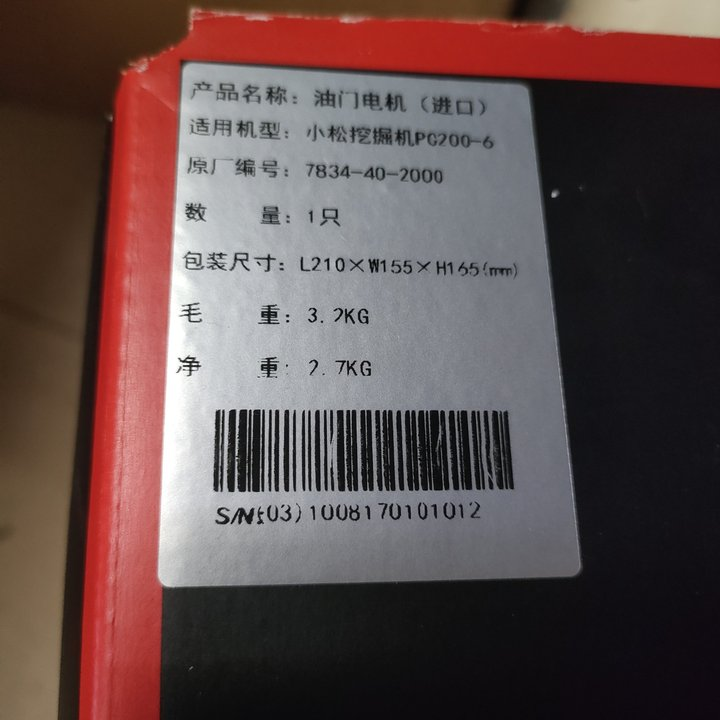 产品名称：油门电机（进口）
适用机型：小松挖掘机PC200-6
原厂编号：7834-40-2000
数 量：1只
包装尺寸：L210×W155×H165(mm)
毛 重：3.2KG
净 重：2.7KG
S/N:(03)1008170101012